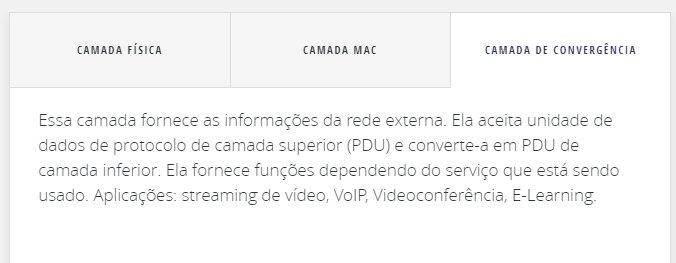 CAMADA FÍSICA
CAMADA MAC
CAMADA DE CONVERGÊNCIA
Essa camada fornece as informações da rede externa. Ela aceita unidade de
dados de protocolo de camada superior (PDU) e converte-a em PDU de
camada inferior. Ela fornece funções dependendo do serviço que está sendo
usado. Aplicações: streaming de vídeo, VoIP, Videoconferência, E-Learning.